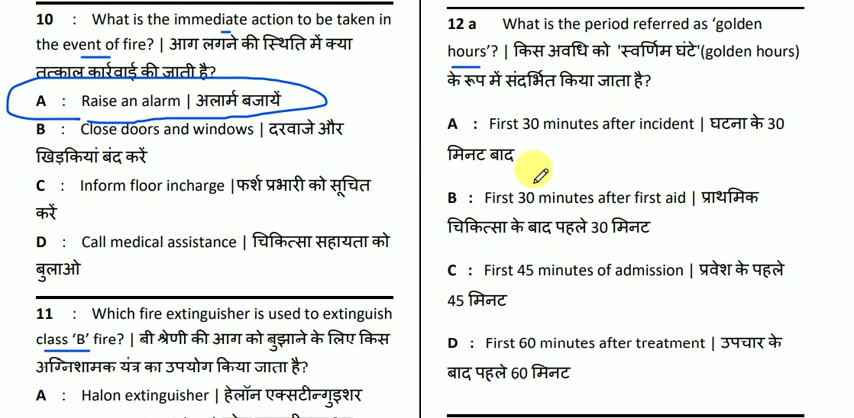 10 : What is the immediate action to be taken in
the event of fire? | आग लगने की स्थिति में क्या
तत्काल कार्रवाई की जाती है?
A : Raise an alarm | अलार्म बजायें
B : Close doors and windows | दरवाजे और
खिड़कियां बंद करें
C : Inform floor incharge |फर्श प्रभारी को सूचित
करें
D : Call medical assistance | चिकित्सा सहायता को
बुलाओ
11 : Which fire extinguisher is used to extinguish
class ‘B’ fire? | बी श्रेणी की आग को बुझाने के लिए किस
अग्निशामक यंत्र का उपयोग किया जाता है?
A : Halon extinguisher | हेलॉन एक्सटीन्गुइशर
12 a What is the period referred as ‘golden
hours’? | किस अवधि को 'स्वर्णिम घंटे'(golden hours)
के रूप में संदर्भित किया जाता है?
A : First 30 minutes after incident | घटना के 30
मिनट बाद
B : First 30 minutes after first aid | प्राथमिक
चिकित्सा के बाद पहले 30 मिनट
C : First 45 minutes of admission | प्रवेश के पहले
45 मिनट
D : First 60 minutes after treatment | उपचार के
बाद पहले 60 मिनट